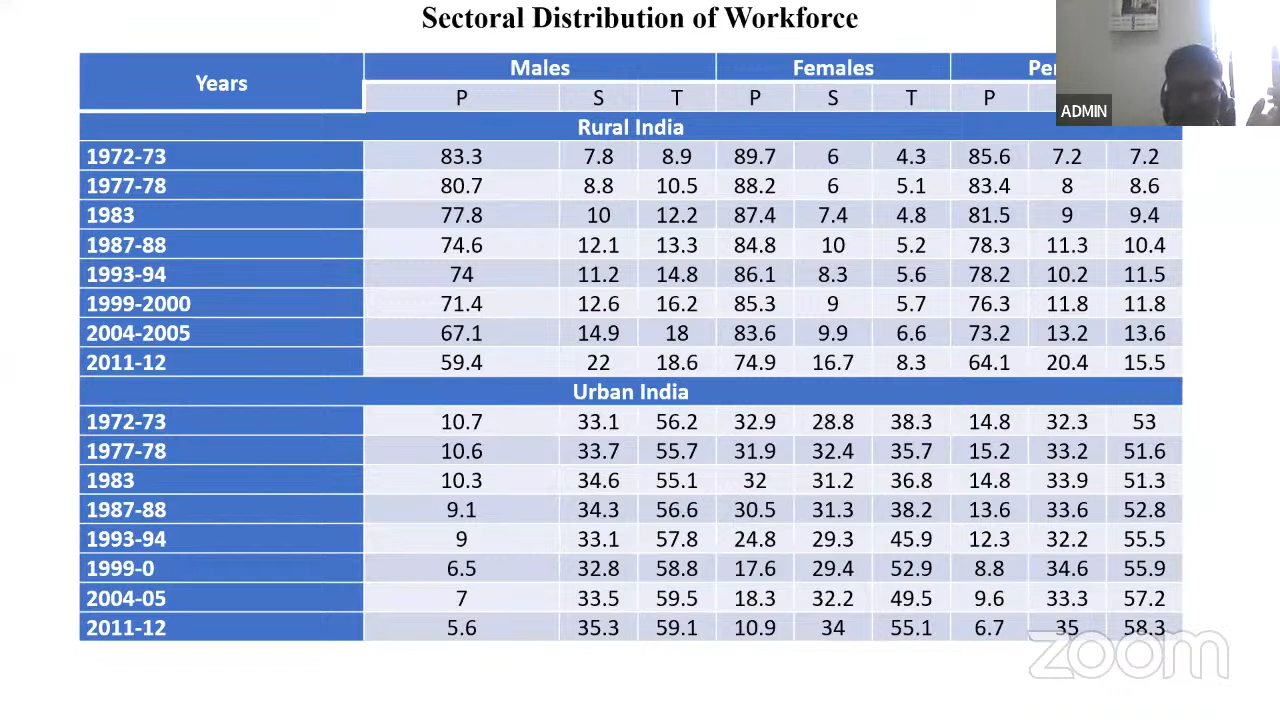 Sectoral Distribution of Workforce
Years Males Females Per
P S T P S T P
ADMIN
Rural India
1972-73 83.3 7.8 8.9 89.7 6 4.3 85.6 7.2 7.2
1977-78 80.7 8.8 10.5 88.2 6 5.1 83.4 8 8.6
1983 77.8 10 12.2 87.4 7.4 4.8 81.5 9 9.4
1987-88 74.6 12.1 13.3 84.8 10 5.2 78.3 11.3 10.4
1993-94 74 11.2 14.8 86.1 8.3 5.6 78.2 10.2 11.5
1999-2000 71.4 12.6 16.2 85.3 9 5.7 76.3 11.8 11.8
2004-2005 67.1 14.9 18 83.6 9.9 6.6 73.2 13.2 13.6
2011-12 59.4 22 18.6 74.9 16.7 8.3 64.1 20.4 15.5
Urban India
1972-73 10.7 33.1 56.2 32.9 28.8 38.3 14.8 32.3 53
1977-78 10.6 33.7 55.7 31.9 32.4 35.7 15.2 33.2 51.6
1983 10.3 34.6 55.1 32 31.2 36.8 14.8 33.9 51.3
1987-88 9.1 34.3 56.6 30.5 31.3 38.2 13.6 33.6 52.8
1993-94 9 33.1 57.8 24.8 29.3 45.9 12.3 32.2 55.5
1999-0 6.5 32.8 58.8 17.6 29.4 52.9 8.8 34.6 55.9
2004-05 7 33.5 59.5 18.3 32.2 49.5 9.6 33.3 57.2
2011-12 5.6 35.3 59.1 10.9 34 55.1 6.7 35 58.3
zoom